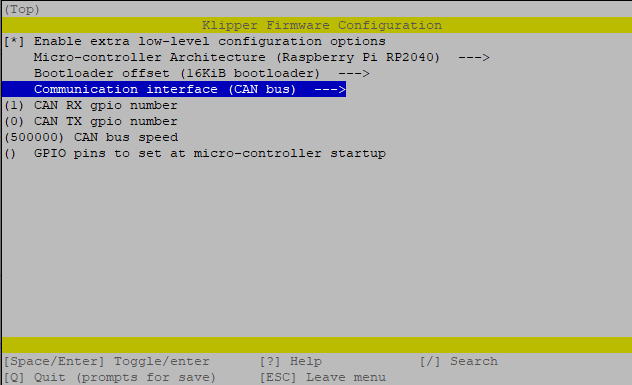 (Top)
Klipper Firmware Configuration
[*] Enable extra low-level configuration options
Micro-controller Architecture (Raspberry Pi RP2040)  --->
Bootloader offset (16KiB bootloader)  --->
Communication interface (CAN bus)  --->
(1) CAN RX gpio number
(0) CAN TX gpio number
(500000) CAN bus speed
()  GPIO pins to set at micro-controller startup
[Space/Enter] Toggle/enter      [?] Help            [/] Search
[Q] Quit (prompts for save)     [ESC] Leave menu